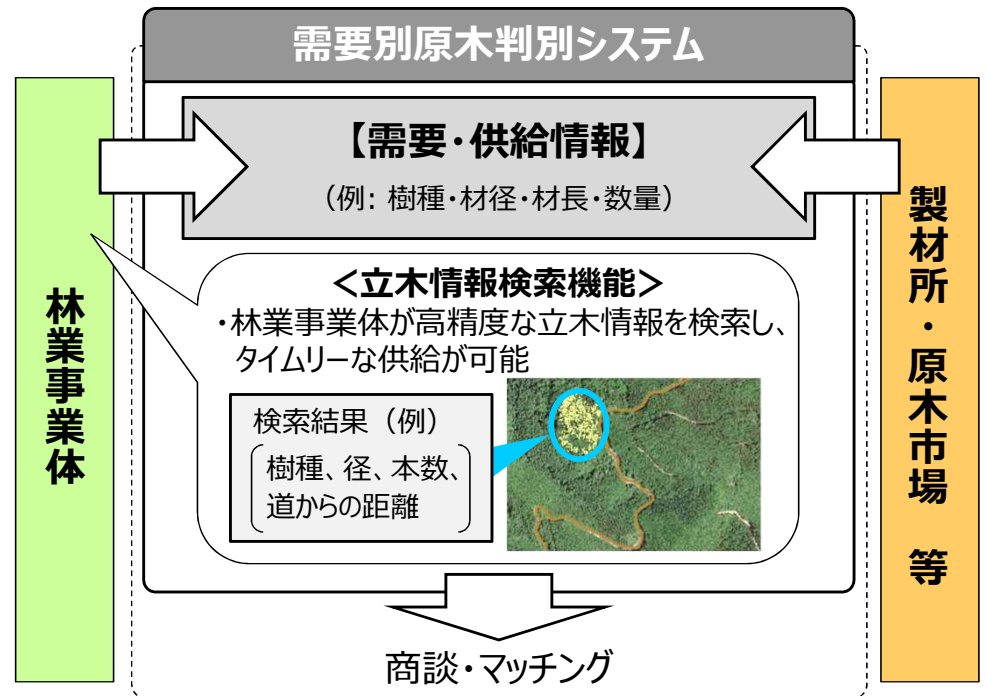 需要別原木判別システム
【需要・供給情報】
（例: 樹種・材径・材長・数量）
林業事業体
製材所・原木市場　等
＜立木情報検索機能＞
・林業事業体が高精度な立木情報を検索し、
タイムリーな供給が可能
検索結果（例）
樹種、径、本数、
道からの距離
商談・マッチング